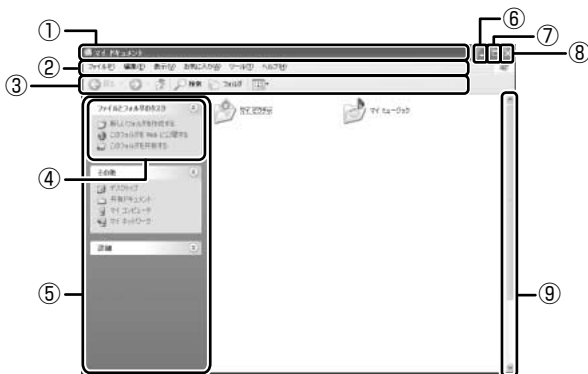 ①
⑥
⑦
マイ ドキュメント
⑧
②
ファイル(F) 編集(E) 表示(V) お気に入り(A) ツール(T) ヘルプ(H)
③
戻る 検索 フォルダ
ファイルとフォルダのタスク
マイ ピクチャ
マイ ミュージック
新しいフォルダを作成する
このフォルダを Web に公開する
このフォルダを共有する
④
その他
デスクトップ
共有ドキュメント
マイ コンピュータ
マイ ネットワーク
詳細
⑤
⑨